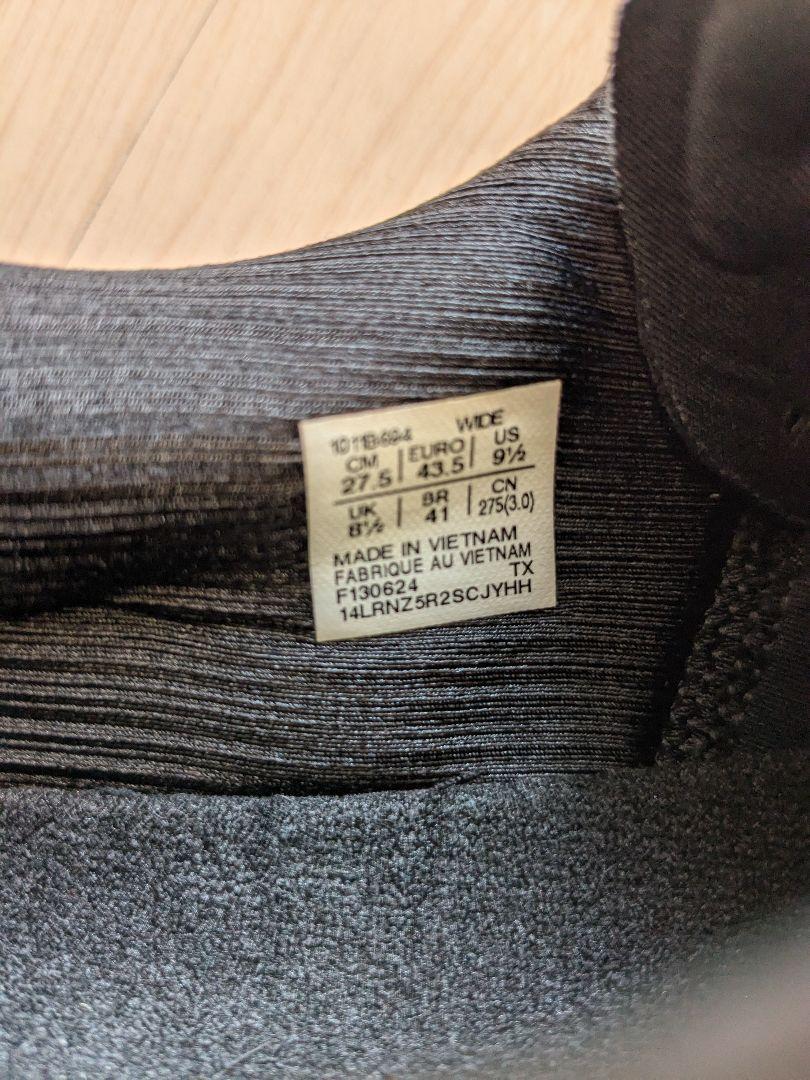 WIDE
CM EURO US
27.5 43.5 9½
UK BR CN
8½ 41 275(3.0)
MADE IN VIETNAM
FABRIQUE AU VIETNAM
F130624 TX
14LRNZ5R2SCJYHH